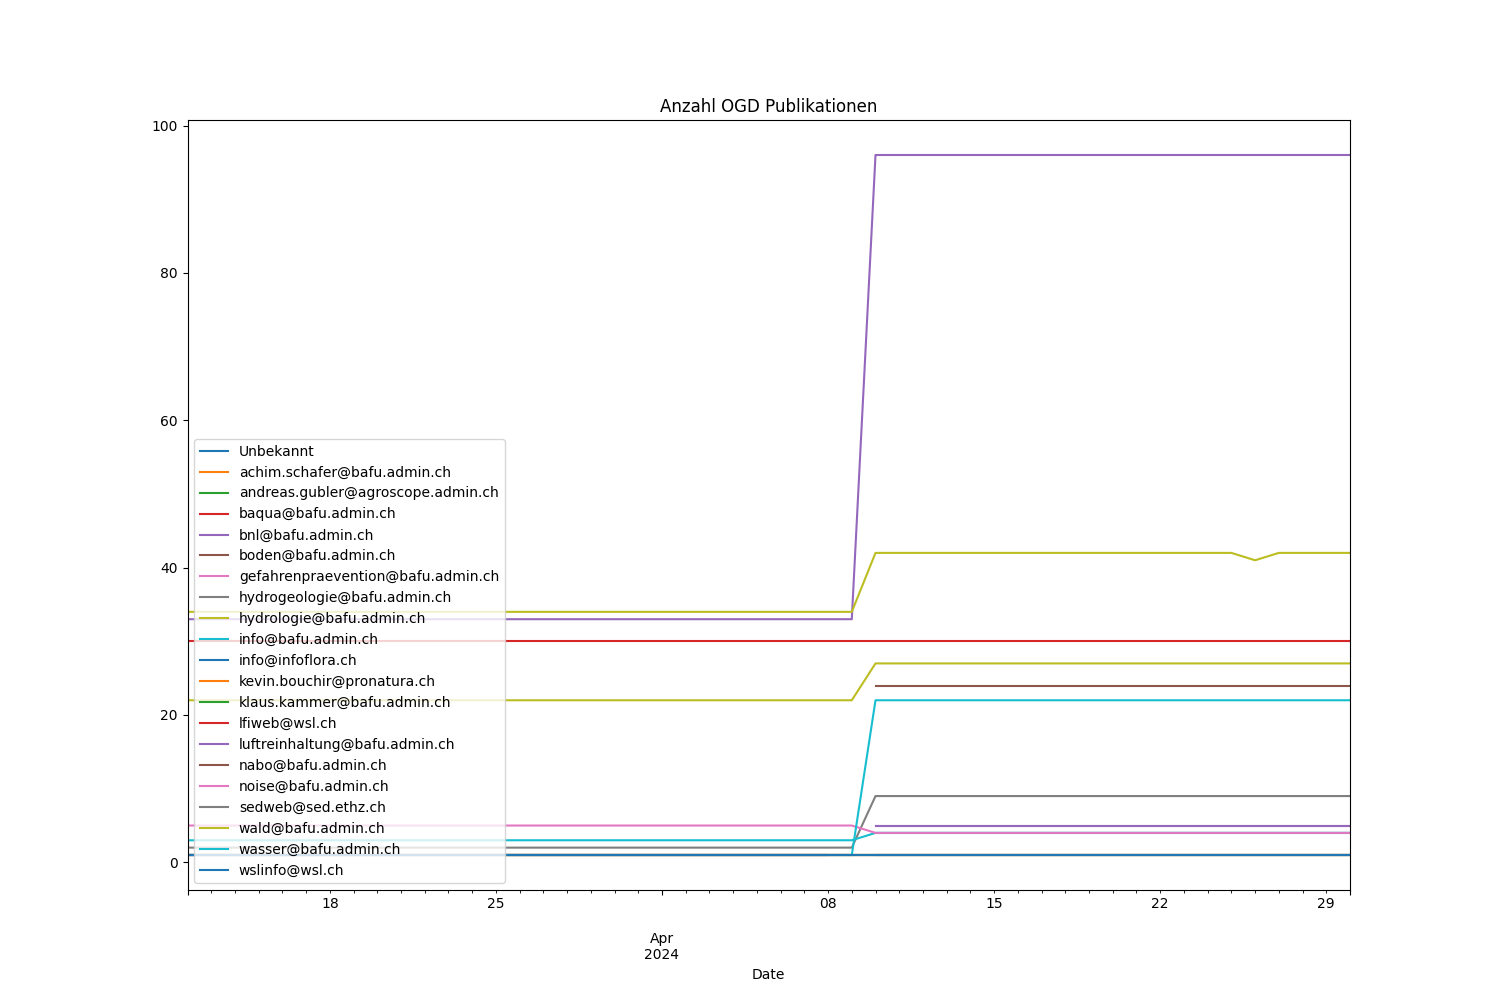 Anzahl OGD Publikationen
100
80
60
40
20
0
Unbekannt
achim.schafer@bafu.admin.ch
andreas.gubler@agroscope.admin.ch
baqua@bafu.admin.ch
bnl@bafu.admin.ch
boden@bafu.admin.ch
gefahrenpraevention@bafu.admin.ch
hydrogeologie@bafu.admin.ch
hydrologie@bafu.admin.ch
info@bafu.admin.ch
info@infoflora.ch
kevin.bouchir@pronatura.ch
klaus.kammer@bafu.admin.ch
lfiweb@wsl.ch
luftreinhaltung@bafu.admin.ch
nabo@bafu.admin.ch
noise@bafu.admin.ch
sedweb@sed.ethz.ch
wald@bafu.admin.ch
wasser@bafu.admin.ch
wslinfo@wsl.ch
18 25 08 15 22 29
Apr
2024
Date